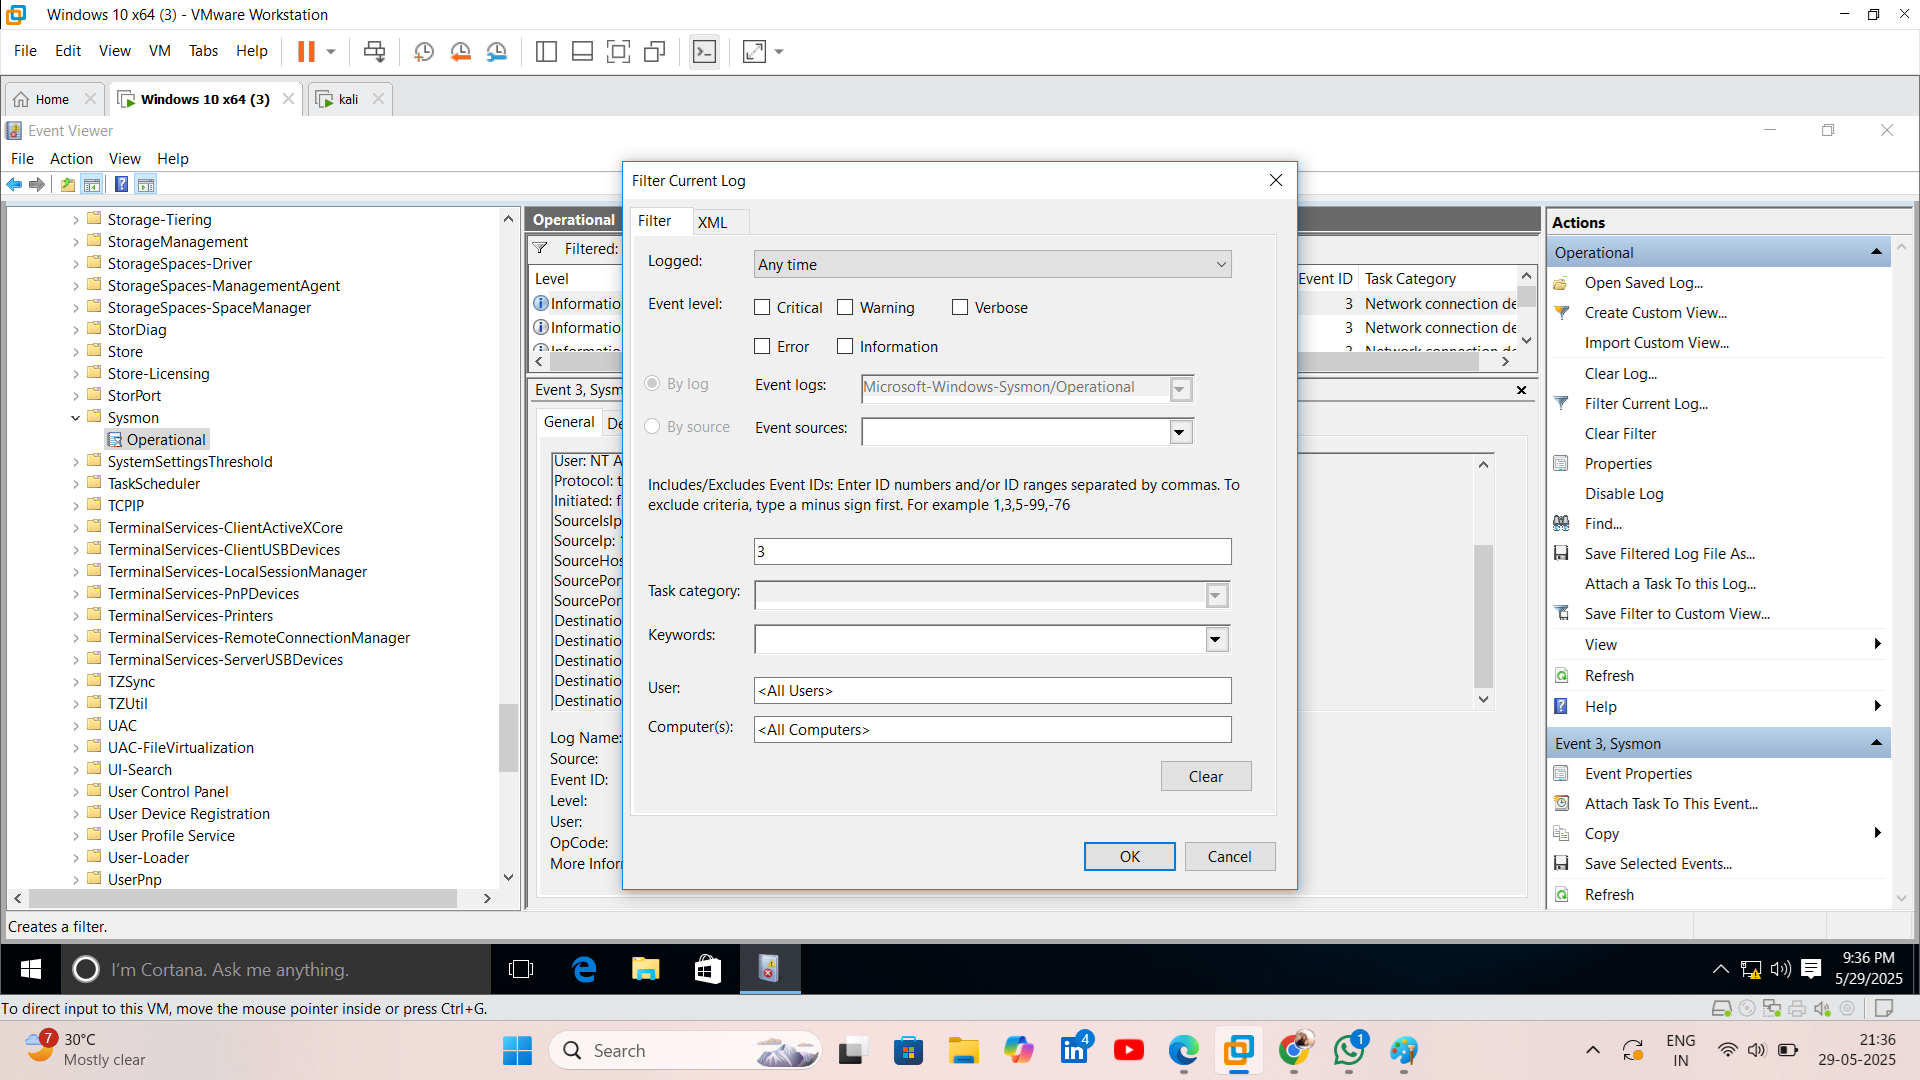 Windows 10 x64 (3) - VMware Workstation
File Edit View VM Tabs Help
Home Windows 10 x64 (3) kali
Event Viewer
File Action View Help
Storage-Tiering
StorageManagement
StorageSpaces-Driver
StorageSpaces-ManagementAgent
StorageSpaces-SpaceManager
StorDiag
Store
Store-Licensing
StorPort
Sysmon
Operational
SystemSettingsThreshold
TaskScheduler
TCPIP
TerminalServices-ClientActiveXCore
TerminalServices-ClientUSBDevices
TerminalServices-LocalSessionManager
TerminalServices-PnPDevices
TerminalServices-Printers
TerminalServices-RemoteConnectionManager
TerminalServices-ServerUSBDevices
TZSync
TZUtil
UAC
UAC-FileVirtualization
UI-Search
User Control Panel
User Device Registration
User Profile Service
User-Loader
UserPnp
Operational
Filtered:
Level Event ID Task Category
Informatio 3 Network connection de
Informatio 3 Network connection de
Event 3, Sysm
General De
User: NT A
Protocol: t
Initiated: f
SourceIsIp
SourceIp:
SourceHos
SourcePor
SourcePor
Destinatio
Destinatio
Destinatio
Destinatio
Destinatio
Log Name:
Source:
Event ID:
Level:
User:
OpCode:
More Infor
Filter Current Log
Filter XML
Logged: Any time
Event level: Critical Warning Verbose
Error Information
By log Event logs: Microsoft-Windows-Sysmon/Operational
By source Event sources:
Includes/Excludes Event IDs: Enter ID numbers and/or ID ranges separated by commas. To
exclude criteria, type a minus sign first. For example 1,3,5-99,-76
3
Task category:
Keywords:
User: <All Users>
Computer(s): <All Computers>
Clear
OK Cancel
Actions
Operational
Open Saved Log...
Create Custom View...
Import Custom View...
Clear Log...
Filter Current Log...
Clear Filter
Properties
Disable Log
Find...
Save Filtered Log File As...
Attach a Task To this Log...
Save Filter to Custom View...
View
Refresh
Help
Event 3, Sysmon
Event Properties
Attach Task To This Event...
Copy
Save Selected Events...
Refresh
Creates a filter.
I'm Cortana. Ask me anything.
9:36 PM
5/29/2025
To direct input to this VM, move the mouse pointer inside or press Ctrl+G.
7 30°C
Mostly clear
Search
4
1
ENG
IN
21:36
29-05-2025